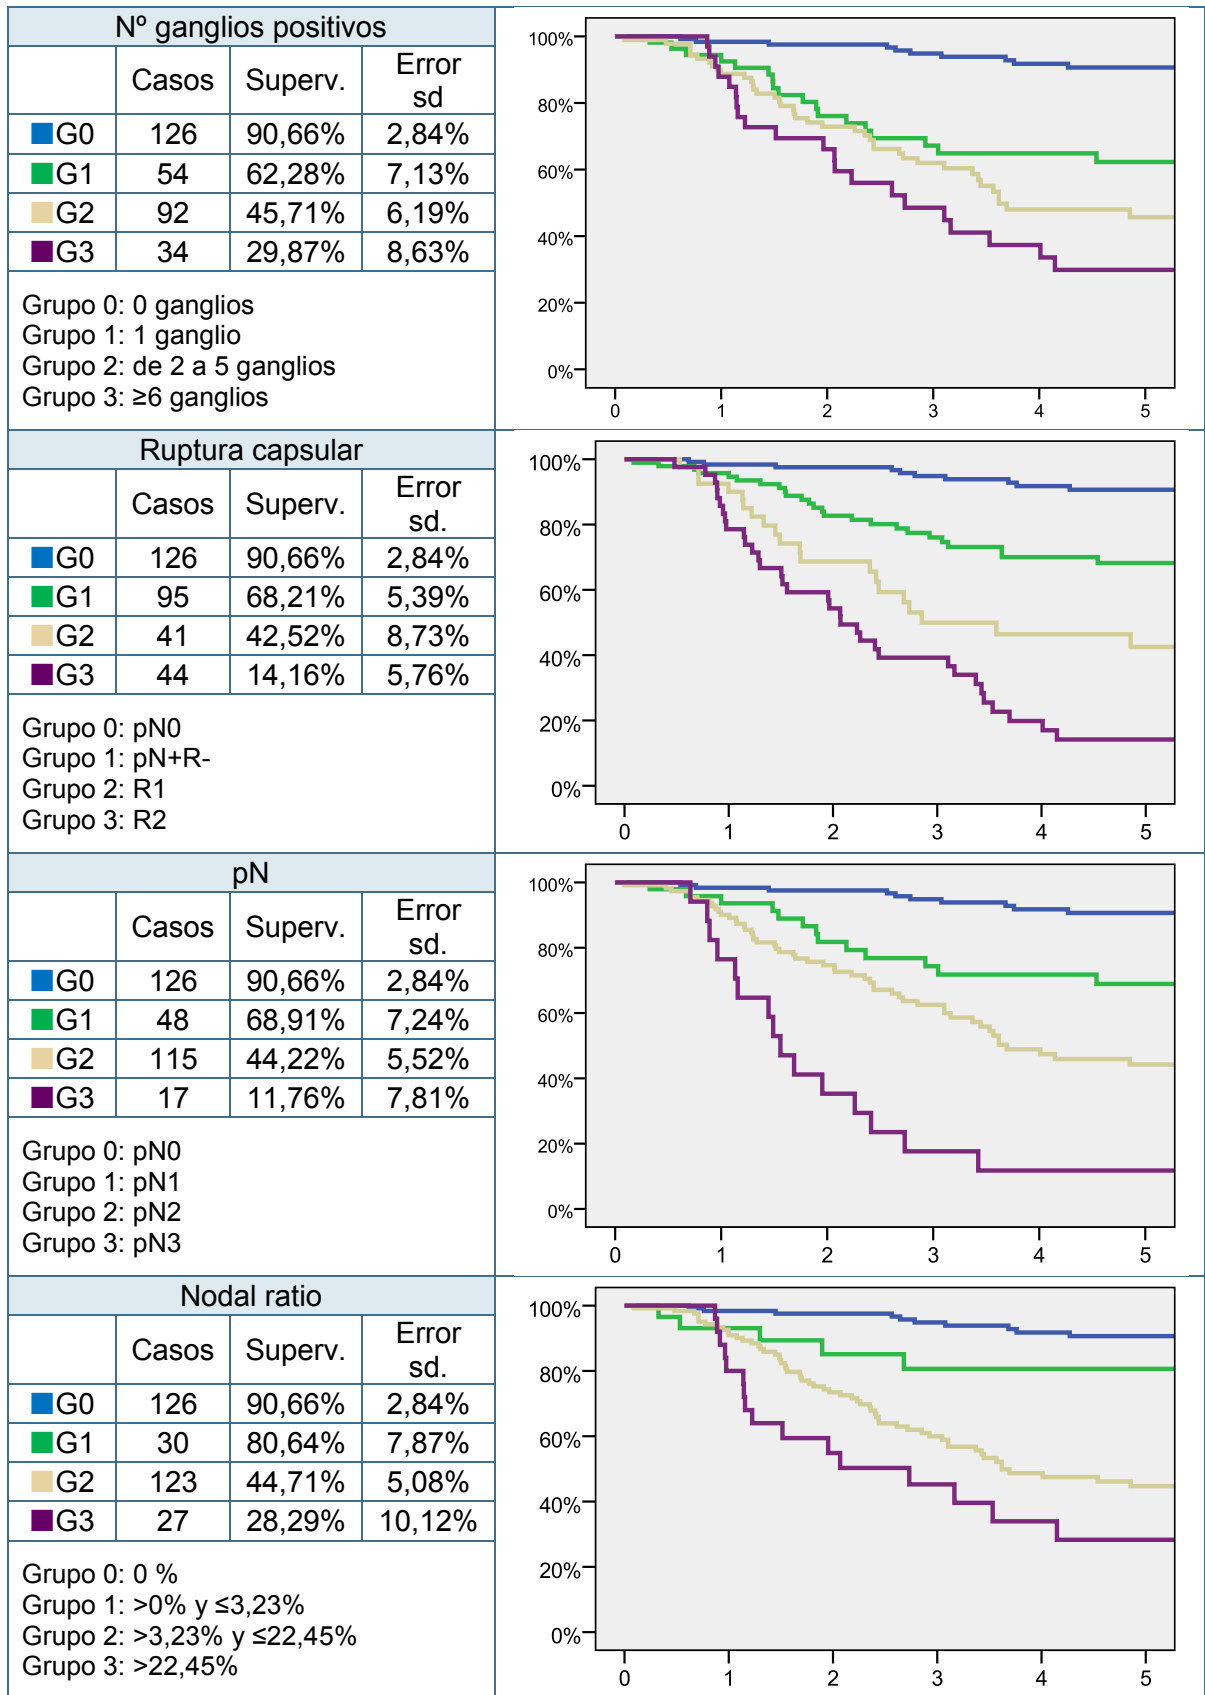 Nº ganglios positivos
Casos Superv. Error sd
G0 126 90,66% 2,84%
G1 54 62,28% 7,13%
G2 92 45,71% 6,19%
G3 34 29,87% 8,63%
Grupo 0: 0 ganglios
Grupo 1: 1 ganglio
Grupo 2: de 2 a 5 ganglios
Grupo 3: ≥6 ganglios
100%
80%
60%
40%
20%
0%
0 1 2 3 4 5
Ruptura capsular
Casos Superv. Error sd.
G0 126 90,66% 2,84%
G1 95 68,21% 5,39%
G2 41 42,52% 8,73%
G3 44 14,16% 5,76%
Grupo 0: pN0
Grupo 1: pN+R-
Grupo 2: R1
Grupo 3: R2
100%
80%
60%
40%
20%
0%
0 1 2 3 4 5
pN
Casos Superv. Error sd.
G0 126 90,66% 2,84%
G1 48 68,91% 7,24%
G2 115 44,22% 5,52%
G3 17 11,76% 7,81%
Grupo 0: pN0
Grupo 1: pN1
Grupo 2: pN2
Grupo 3: pN3
100%
80%
60%
40%
20%
0%
0 1 2 3 4 5
Nodal ratio
Casos Superv. Error sd.
G0 126 90,66% 2,84%
G1 30 80,64% 7,87%
G2 123 44,71% 5,08%
G3 27 28,29% 10,12%
Grupo 0: 0 %
Grupo 1: >0% y ≤3,23%
Grupo 2: >3,23% y ≤22,45%
Grupo 3: >22,45%
100%
80%
60%
40%
20%
0%
0 1 2 3 4 5